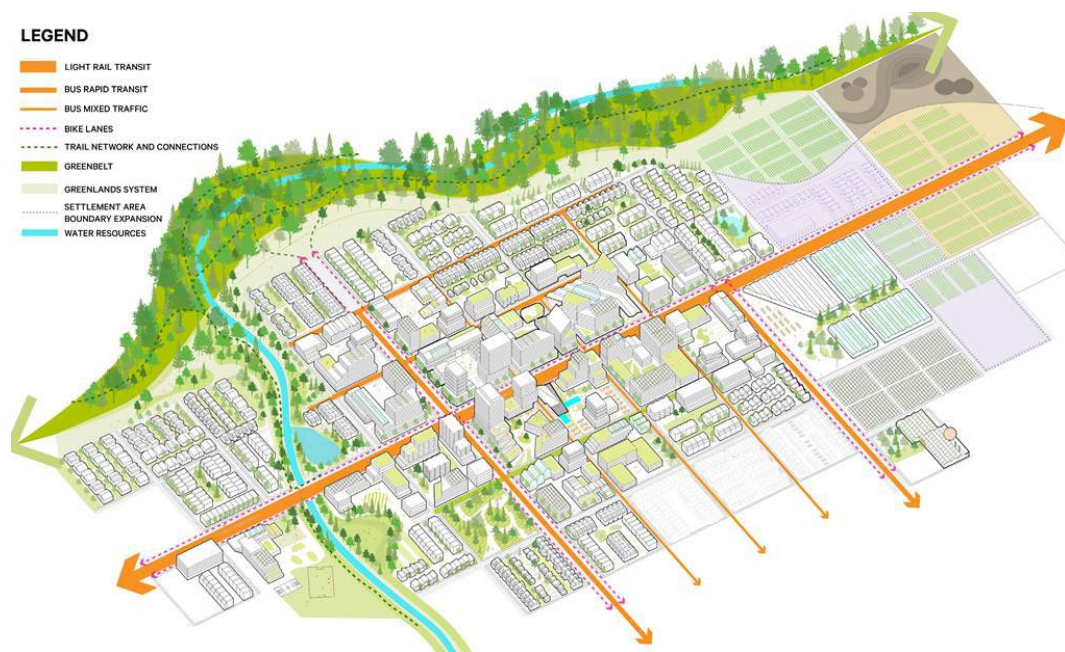 LEGEND
LIGHT RAIL TRANSIT
BUS RAPID TRANSIT
BUS MIXED TRAFFIC
BIKE LANES
TRAIL NETWORK AND CONNECTIONS
GREENBELT
GREENLANDS SYSTEM
SETTLEMENT AREA
BOUNDARY EXPANSION
WATER RESOURCES